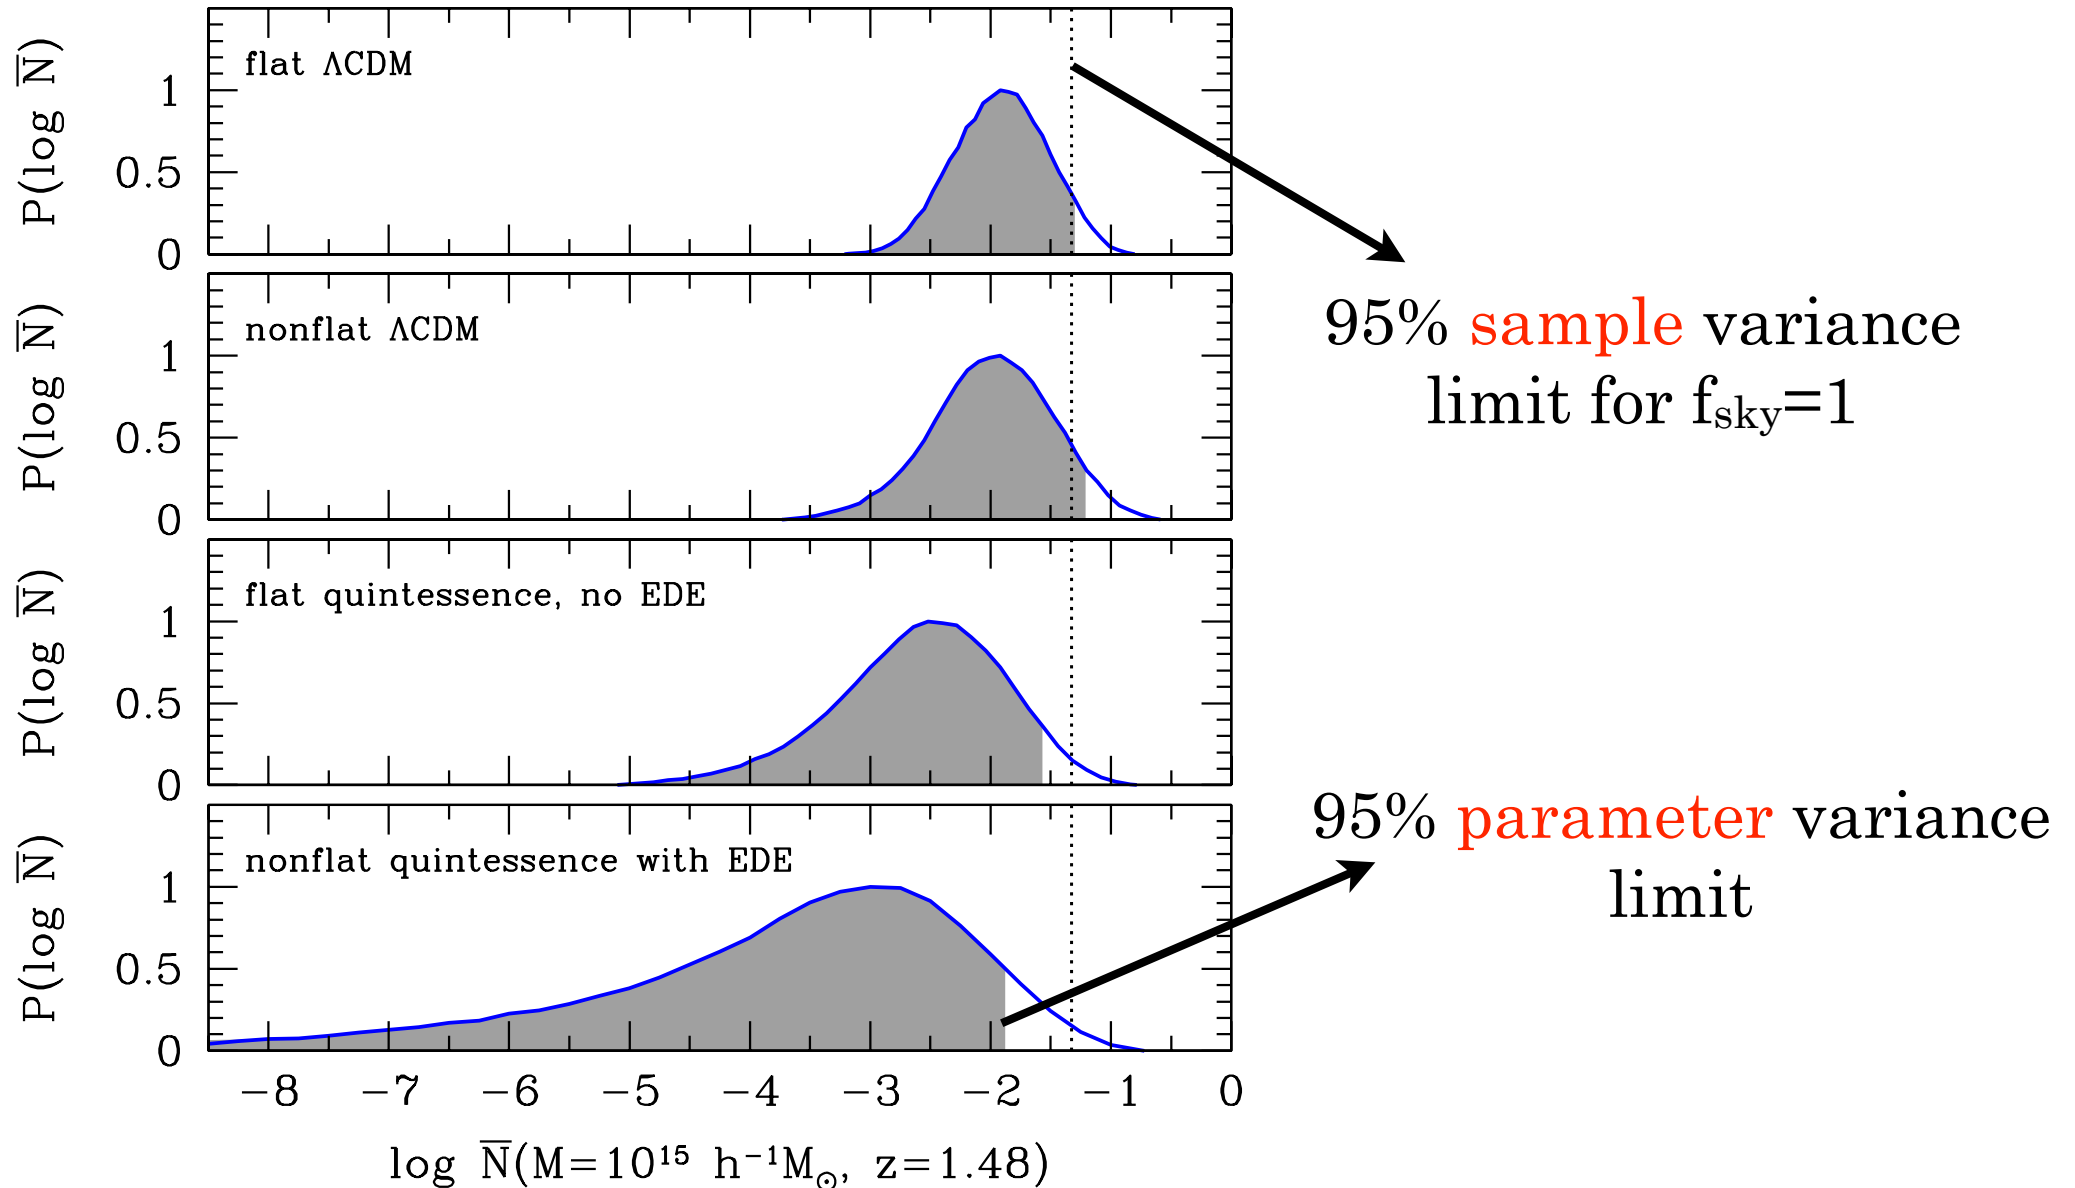 P(log N̅)
1
0.5
0
flat ΛCDM
P(log N̅)
1
0.5
0
nonflat ΛCDM
P(log N̅)
1
0.5
0
flat quintessence, no EDE
P(log N̅)
1
0.5
0
nonflat quintessence with EDE
−8 −7 −6 −5 −4 −3 −2 −1 0
log N̅(M=10¹⁵ h⁻¹M☉, z=1.48)
95% sample variance
limit for fsky=1
95% parameter variance
limit